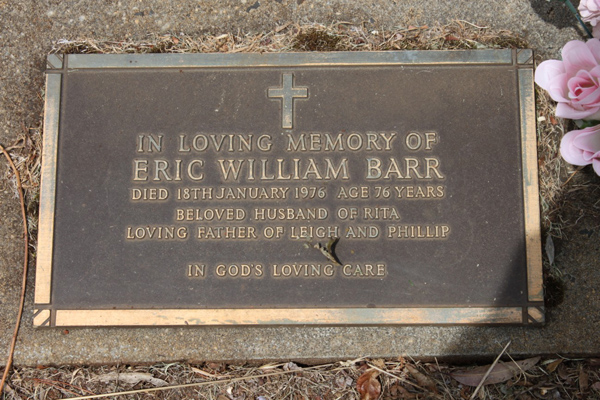 IN LOVING MEMORY OF
ERIC WILLIAM BARR
DIED 18TH JANUARY 1976 AGE 76 YEARS
BELOVED HUSBAND OF RITA
LOVING FATHER OF LEIGH AND PHILLIP
IN GOD'S LOVING CARE